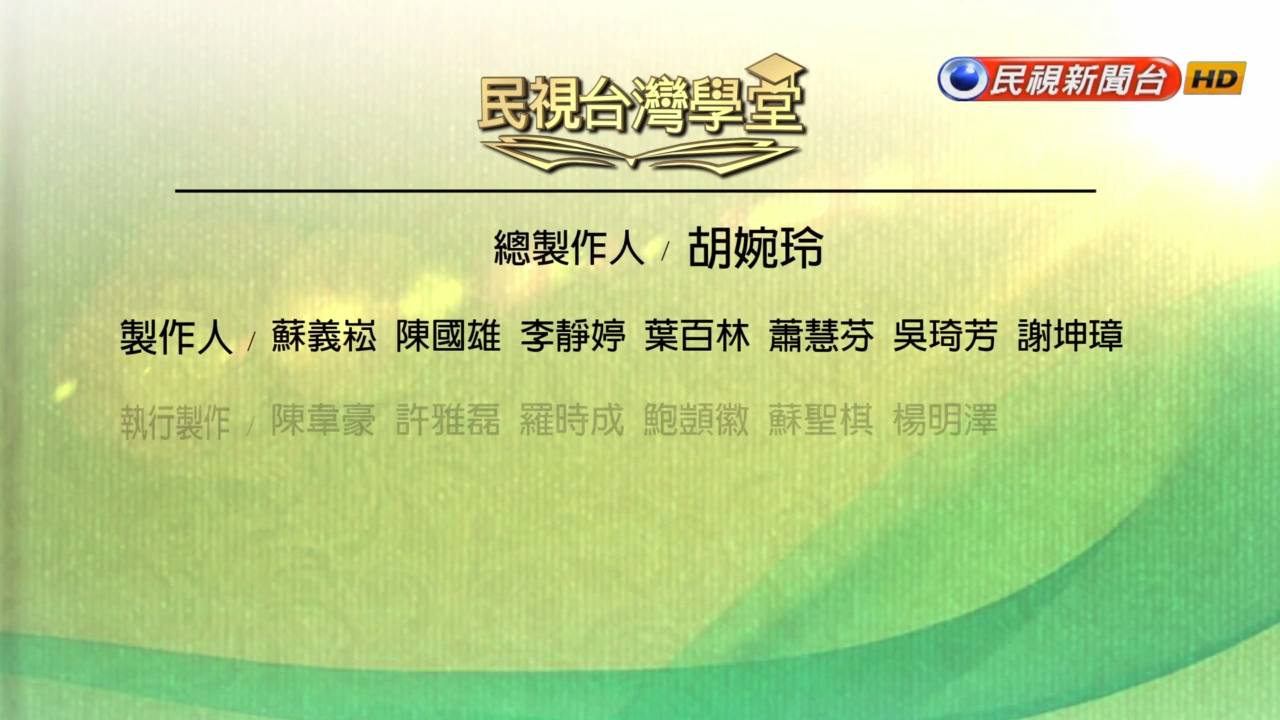 民視台灣學堂
民視新聞台 HD
總製作人 / 胡婉玲
製作人 / 蘇義崧 陳國雄 李靜婷 葉百林 蕭慧芬 吳琦芳 謝坤璋
執行製作 / 陳韋豪 許雅磊 羅時成 鮑顗徽 蘇聖棋 楊明澤